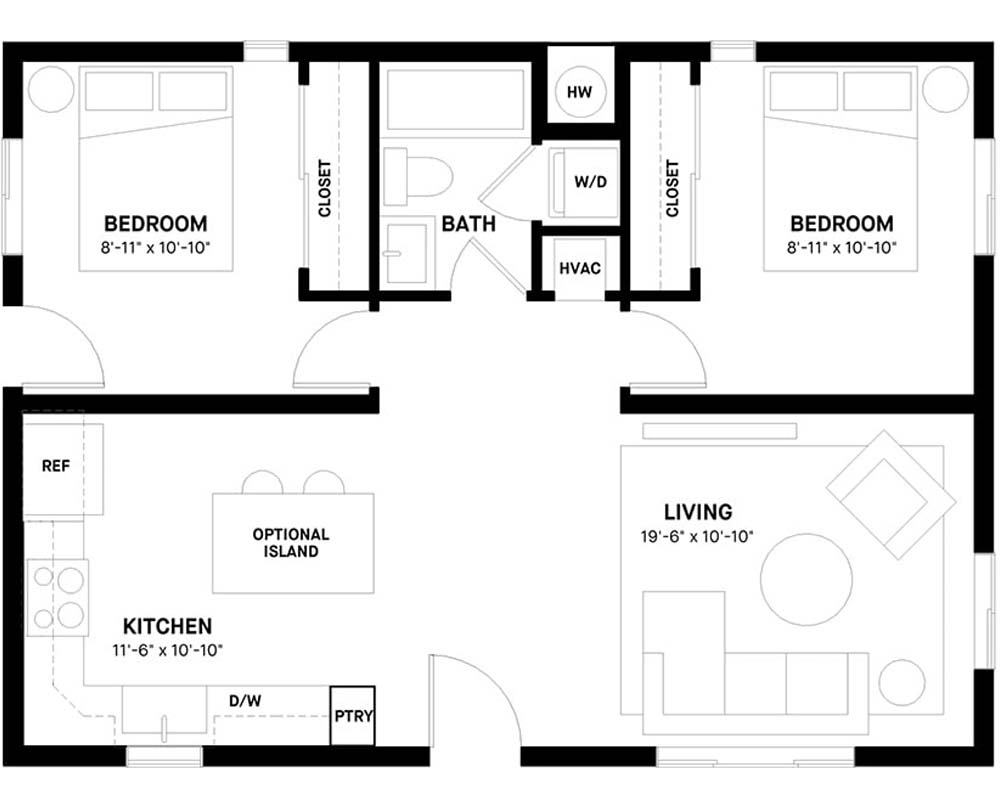 HW
CLOSET
CLOSET
W/D
BEDROOM
8'-11" x 10'-10"
BATH
BEDROOM
8'-11" x 10'-10"
HVAC
REF
OPTIONAL
ISLAND
LIVING
19'-6" x 10'-10"
KITCHEN
11'-6" x 10'-10"
D/W
PTRY